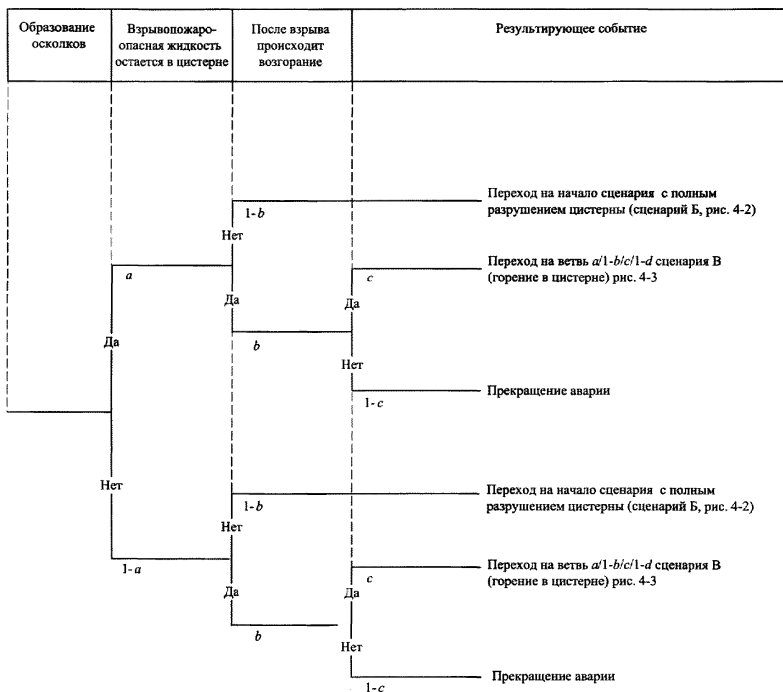 Образование
осколков
Взрывопожаро-
опасная жидкость
остается в цистерне
После взрыва
происходит
возгорание
Результирующее событие
Переход на начало сценария с полным
разрушением цистерны (сценарий Б, рис. 4-2)
1-b
Нет
Переход на ветвь a/1-b/c/1-d сценария В
(горение в цистерне) рис. 4-3
a
c
Да
Да
Да
b
Нет
Прекращение аварии
1-c
Нет
Переход на начало сценария с полным
разрушением цистерны (сценарий Б, рис. 4-2)
1-b
Нет
Переход на ветвь a/1-b/c/1-d сценария В
(горение в цистерне) рис. 4-3
1-a
c
Да
Да
b
Нет
Прекращение аварии
1-c